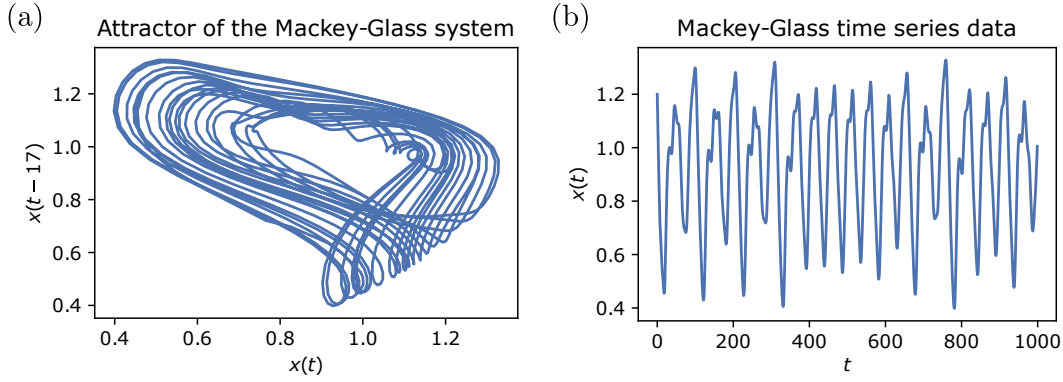 (a)
Attractor of the Mackey-Glass system
1.2
1.0
0.8
0.6
0.4
x(t − 17)
0.4 0.6 0.8 1.0 1.2
x(t)
(b)
Mackey-Glass time series data
1.2
1.0
0.8
0.6
0.4
x(t)
0 200 400 600 800 1000
t